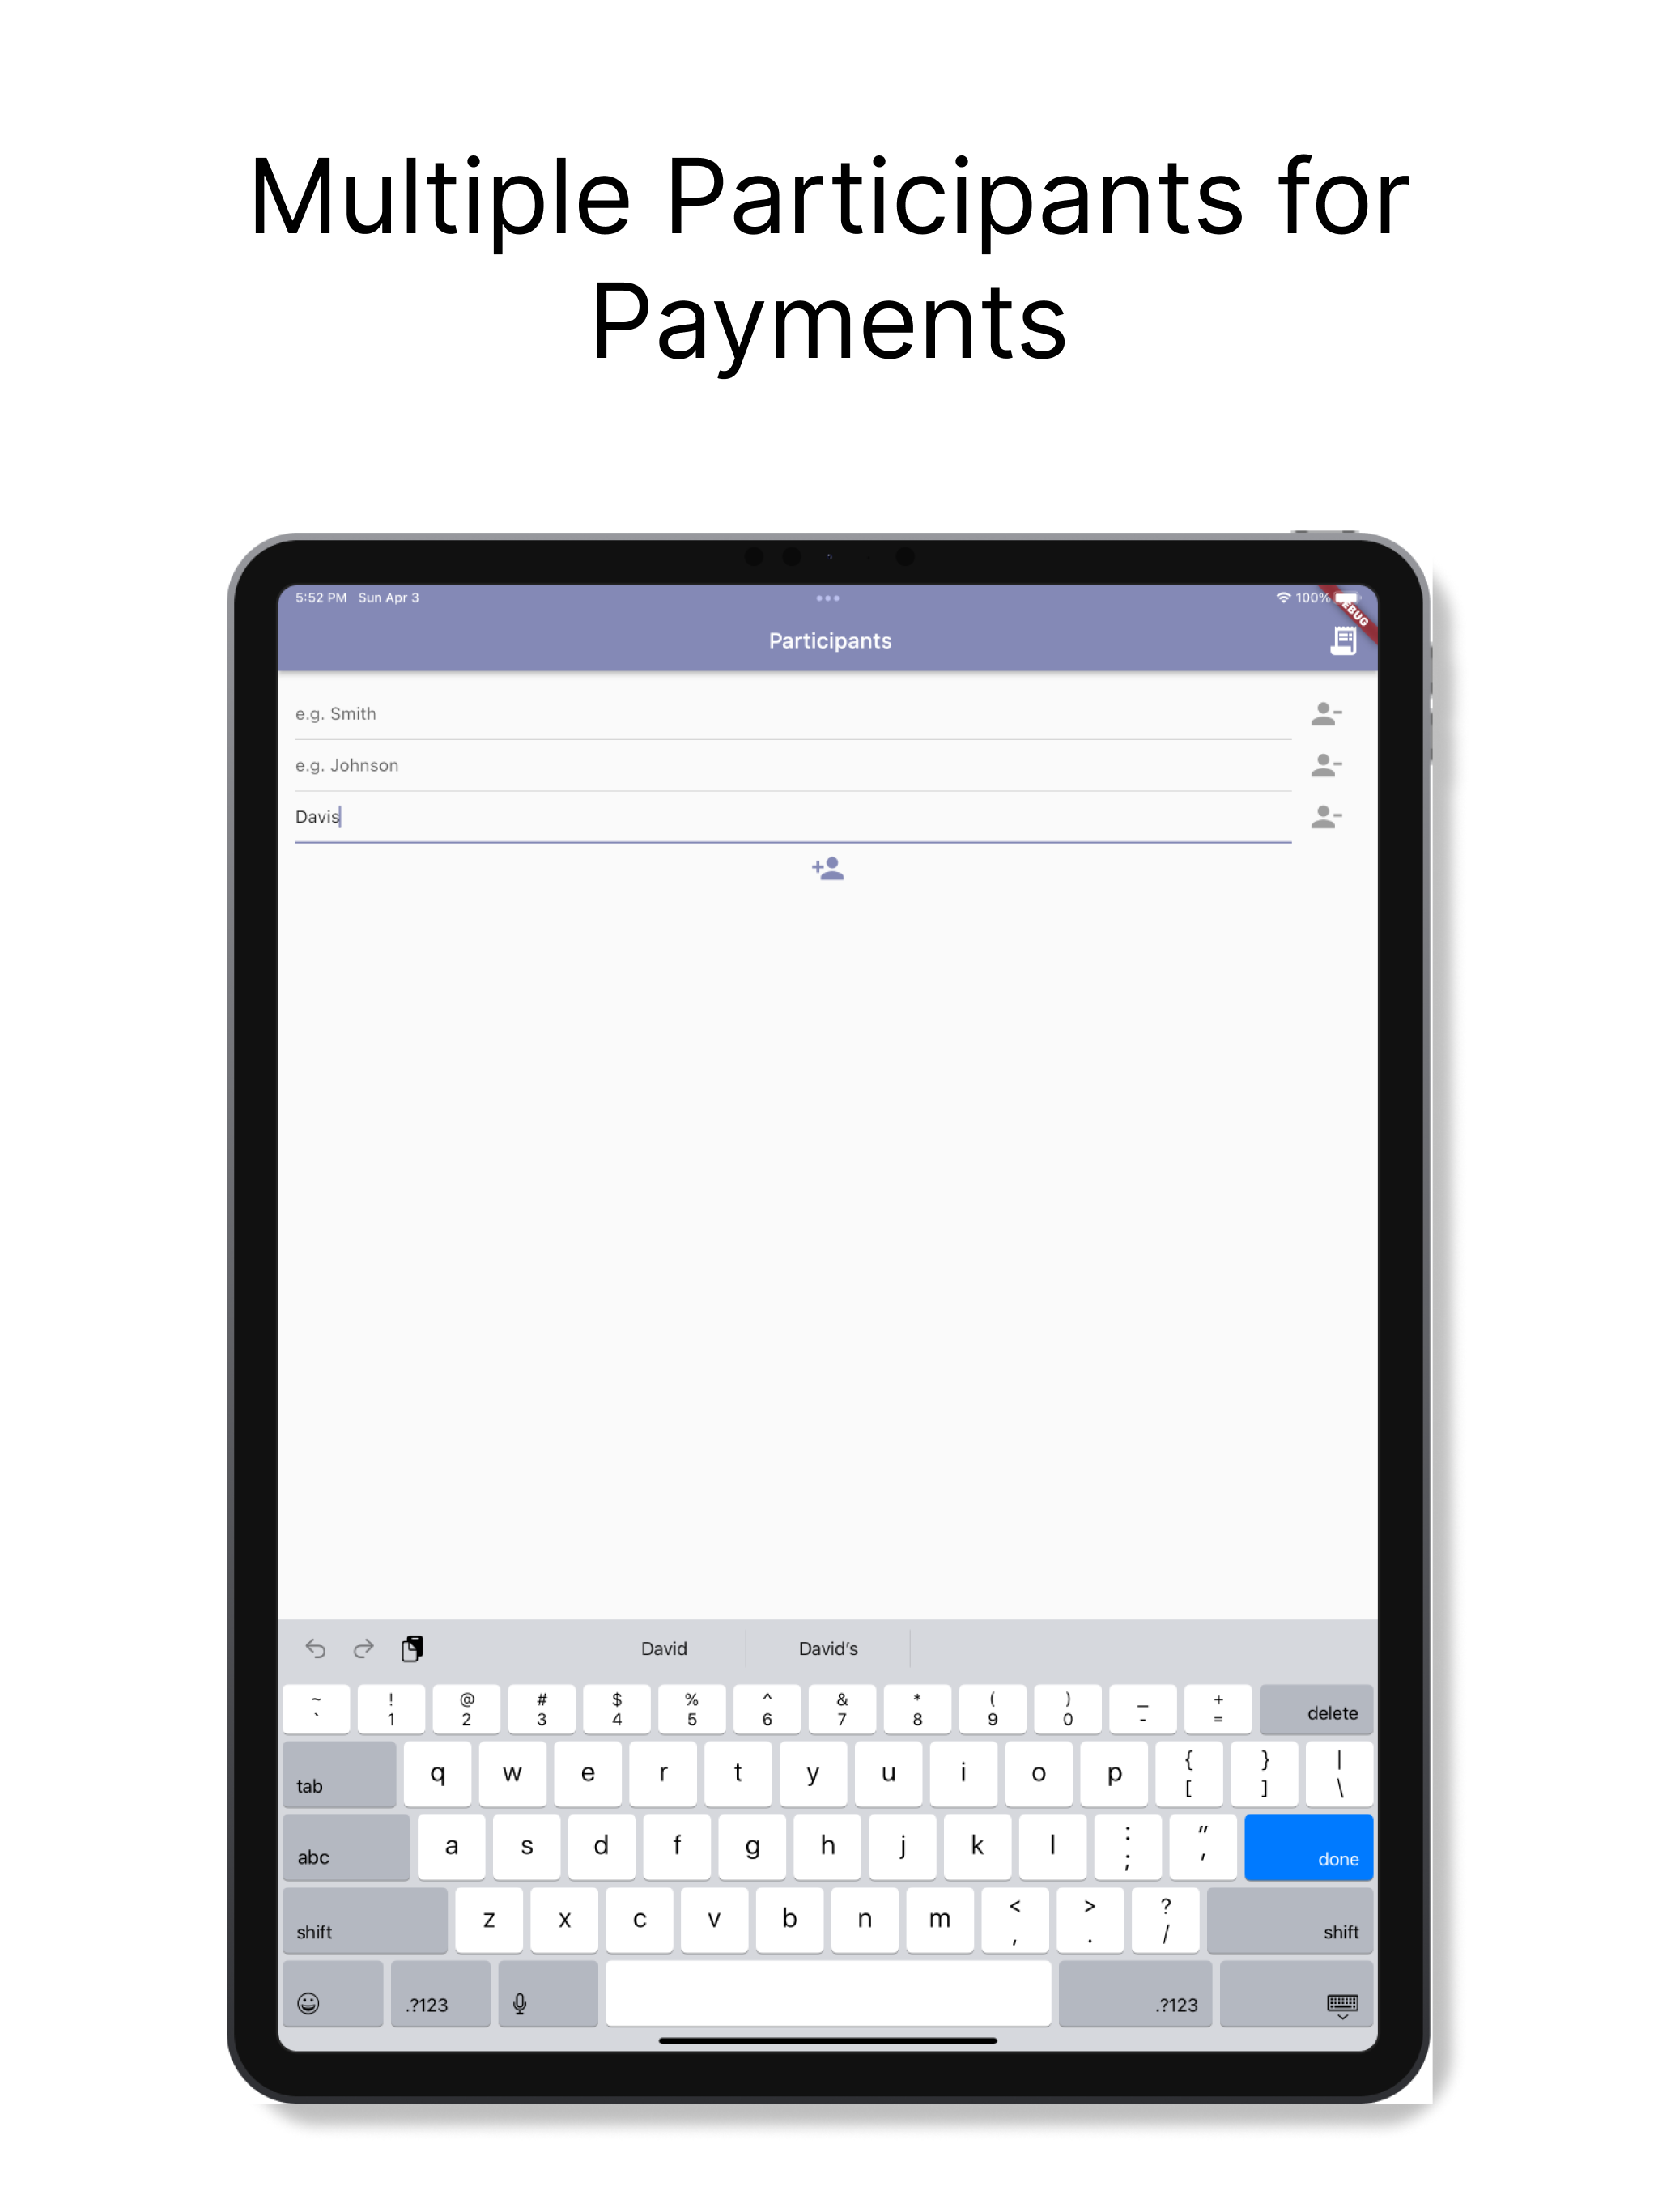 Multiple Participants for
Payments
5:52 PM Sun Apr 3
100%
EBUG
Participants
e.g. Smith
e.g. Johnson
Davis
David David's
~ ! @ # $ % ^ & * ( ) _ +
` 1 2 3 4 5 6 7 8 9 0 - = delete
tab q w e r t y u i o p { [ } ] | \
abc a s d f g h j k l : ; " ' done
shift z x c v b n m < , > . ? / shift
.?123 .?123